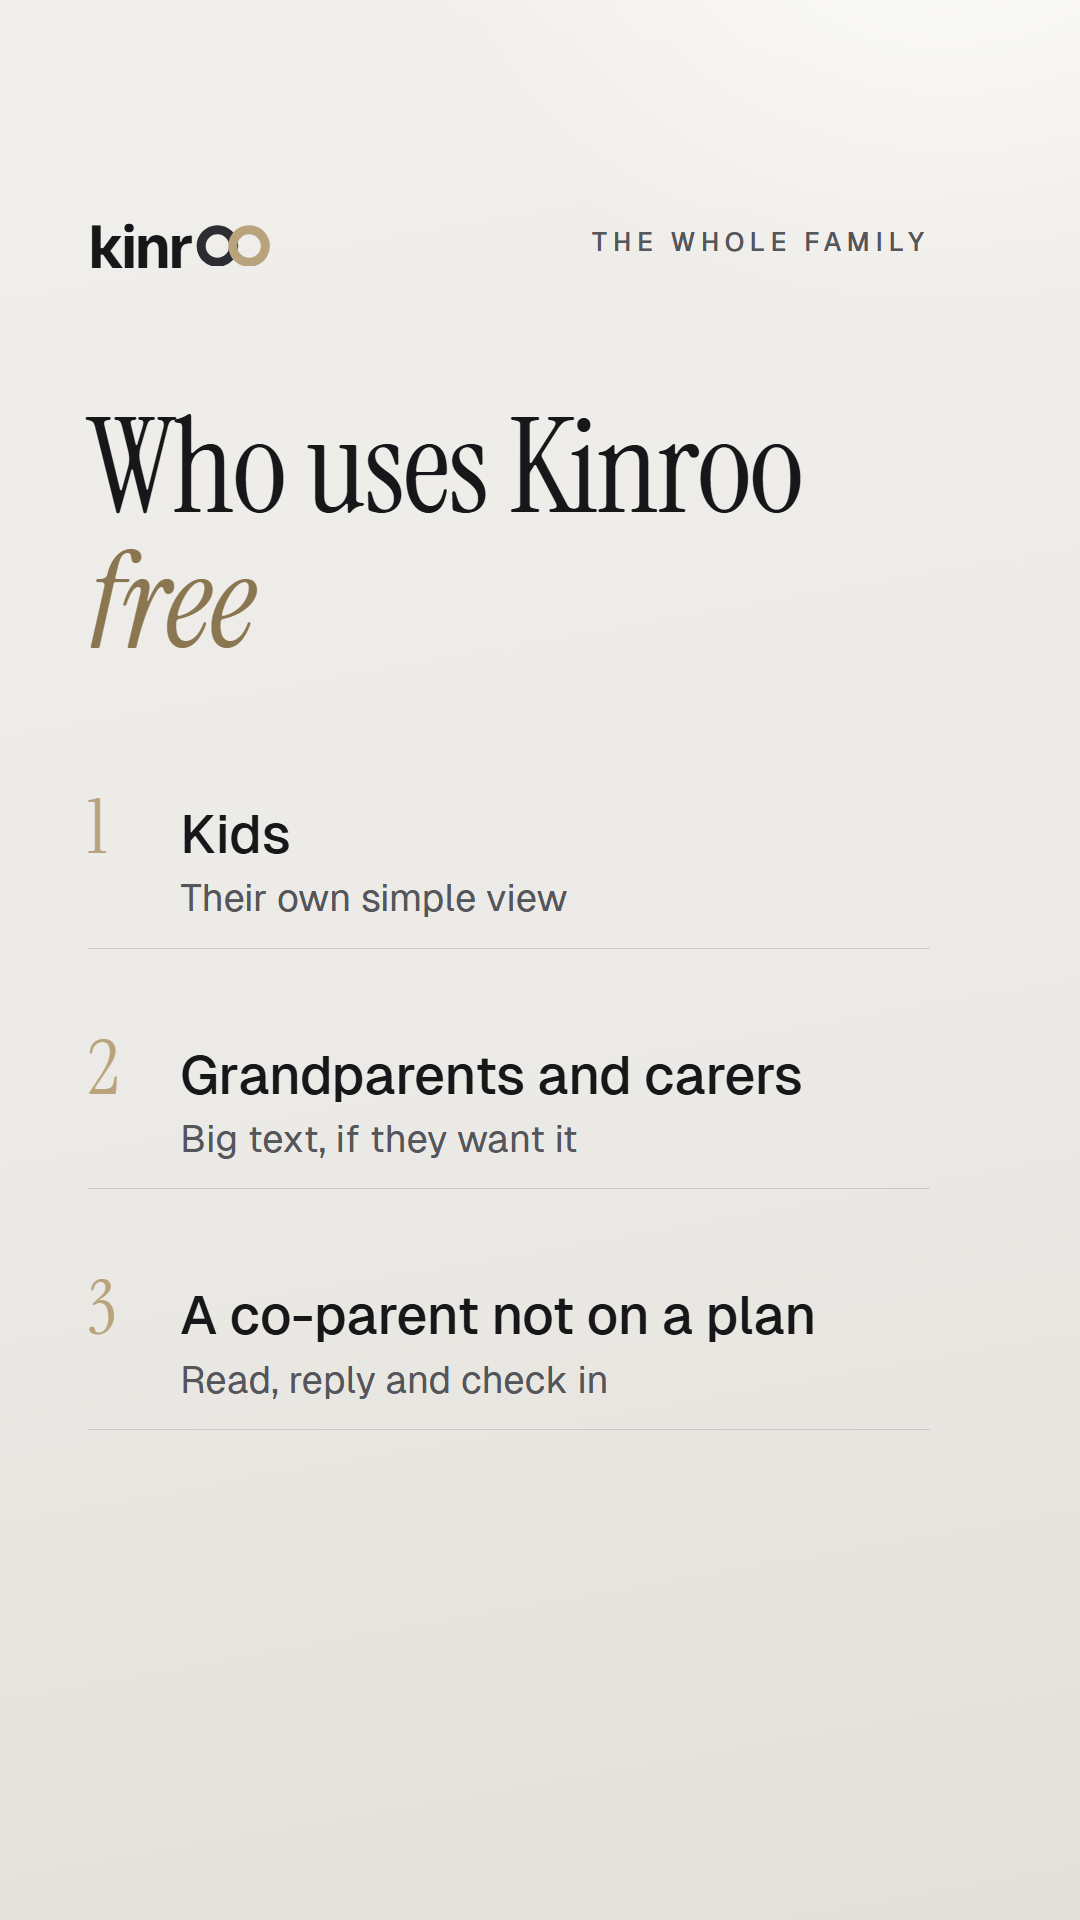 kinroo
THE WHOLE FAMILY
Who uses Kinroo
free
1
Kids
Their own simple view
2
Grandparents and carers
Big text, if they want it
3
A co-parent not on a plan
Read, reply and check in